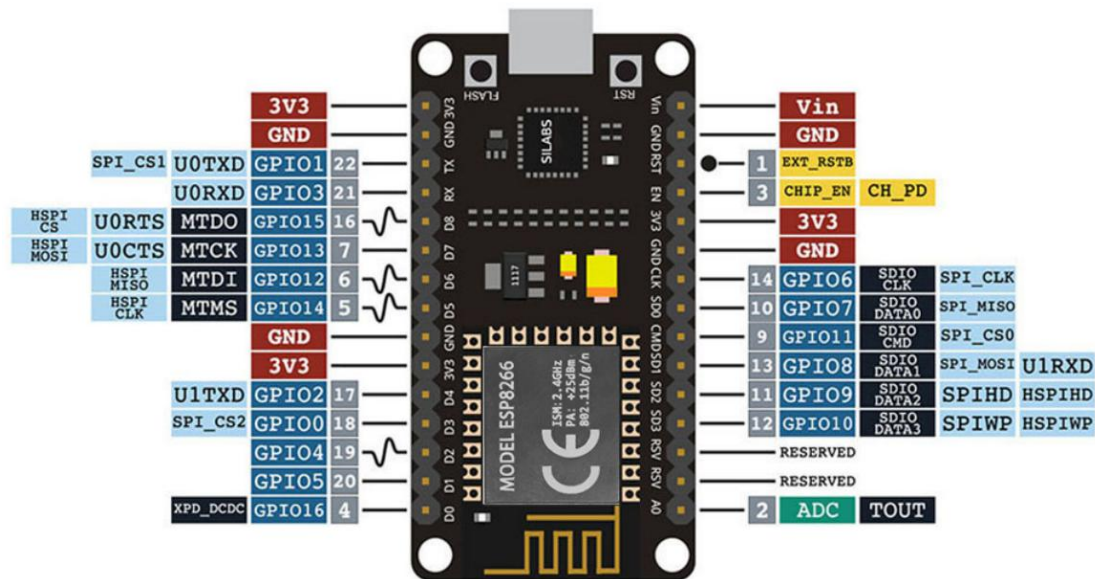 FLASH
RST
SILABS
1117
MODEL ESP8266
ISM: 2.4GHz
PA: +25dBm
802.11b/g/n
CE
3V3 3V3
GND GND
SPI_CS1 U0TXD GPIO1 22 TX
U0RXD GPIO3 21 RX
HSPI CS U0RTS MTDO GPIO15 16 D8
HSPI MOSI U0CTS MTCK GPIO13 7 D7
HSPI MISO MTDI GPIO12 6 D6
HSPI CLK MTMS GPIO14 5 D5
GND GND
3V3 3V3
U1TXD GPIO2 17 D4
SPI_CS2 GPIO0 18 D3
GPIO4 19 D2
GPIO5 20 D1
XPD_DCDC GPIO16 4 D0
Vin Vin
GND GND
RST 1 EXT_RSTB
EN 3 CHIP_EN CH_PD
3V3 3V3
GND GND
CLK 14 GPIO6 SDIO CLK SPI_CLK
SD0 10 GPIO7 SDIO DATA0 SPI_MISO
CMD 9 GPIO11 SDIO CMD SPI_CS0
SD1 13 GPIO8 SDIO DATA1 SPI_MOSI U1RXD
SD2 11 GPIO9 SDIO DATA2 SPIHD HSPIHD
SD3 12 GPIO10 SDIO DATA3 SPIWP HSPIWP
RSV RESERVED
RSV RESERVED
A0 2 ADC TOUT